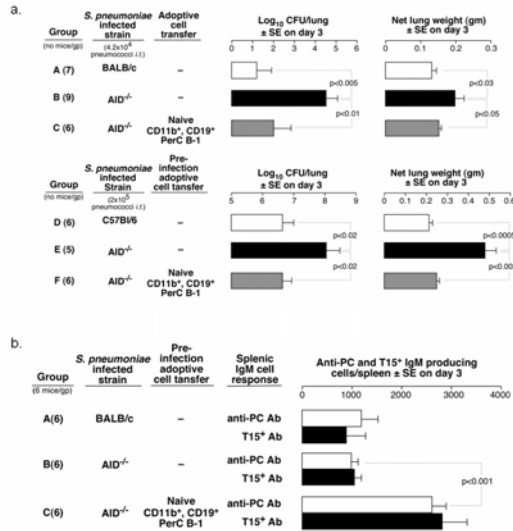 a.
Group
(no mice/gp)
S. pneumoniae
infected
strain
(4.2x10⁴
pneumococci i.t.)
Adoptive
cell
transfer
Log₁₀ CFU/lung
± SE on day 3
Net lung weight (gm)
± SE on day 3
0 1 2 3 4 5 6
0 0.1 0.2 0.3
A (7) BALB/c –
B (9) AID⁻/⁻ –
C (6) AID⁻/⁻ Naive
CD11b⁺, CD19⁺
PerC B-1
p<0.005
p<0.01
p<0.03
p<0.05
Group
(no mice/gp)
S. pneumoniae
infected
Strain
(2x10⁵
pneumococci i.t.)
Pre-
infection
adoptive
cell transfer
Log₁₀ CFU/lung
± SE on day 3
Net lung weight (gm)
± SE on day 3
5 6 7 8 9
0 0.1 0.2 0.3 0.4 0.5 0.6
D (6) C57Bl/6 –
E (5) AID⁻/⁻ –
F (6) AID⁻/⁻ Naive
CD11b⁺, CD19⁺
PerC B-1
p<0.02
p<0.02
p<0.0005
b.
Group
(6 mice/gp)
S. pneumoniae
infected
strain
Pre-
infection
adoptive
cell transfer
Splenic
IgM cell
response
Anti-PC and T15⁺ IgM producing
cells/spleen ± SE on day 3
0 1000 2000 3000 4000
A(6) BALB/c – anti-PC Ab
T15⁺ Ab
B(6) AID⁻/⁻ – anti-PC Ab
T15⁺ Ab
C(6) AID⁻/⁻ Naive
CD11b⁺, CD19⁺
PerC B-1
anti-PC Ab
T15⁺ Ab
p<0.001